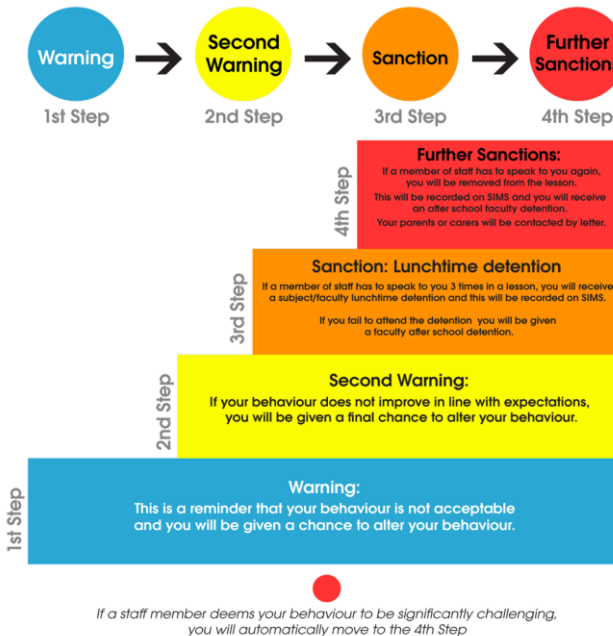 Warning
Second
Warning
Sanction
Further
Sanctions
1st Step
2nd Step
3rd Step
4th Step
Further Sanctions:
If a member of staff has to speak to you again,
you will be removed from the lesson.
This will be recorded on SIMS and you will receive
an after school faculty detention.
Your parents or carers will be contacted by letter.
4th Step
Sanction: Lunchtime detention
If a member of staff has to speak to you 3 times in a lesson, you will receive
a subject/faculty lunchtime detention and this will be recorded on SIMS.
If you fail to attend the detention you will be given
a faculty after school detention.
3rd Step
Second Warning:
If your behaviour does not improve in line with expectations,
you will be given a final chance to alter your behaviour.
2nd Step
Warning:
This is a reminder that your behaviour is not acceptable
and you will be given a chance to alter your behaviour.
1st Step
If a staff member deems your behaviour to be significantly challenging,
you will automatically move to the 4th Step